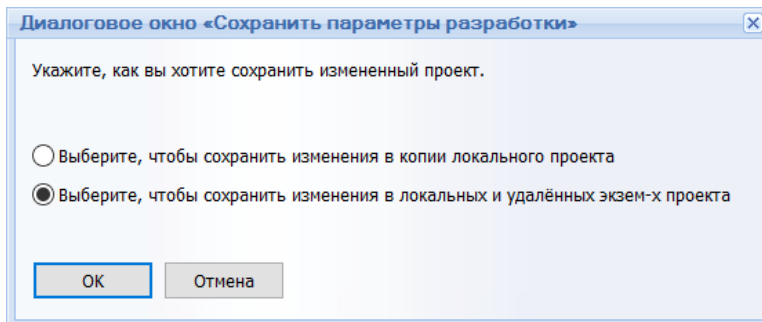 Диалоговое окно «Сохранить параметры разработки»
Укажите, как вы хотите сохранить измененный проект.
Выберите, чтобы сохранить изменения в копии локального проекта
Выберите, чтобы сохранить изменения в локальных и удалённых экзем-х проекта
ОК
Отмена